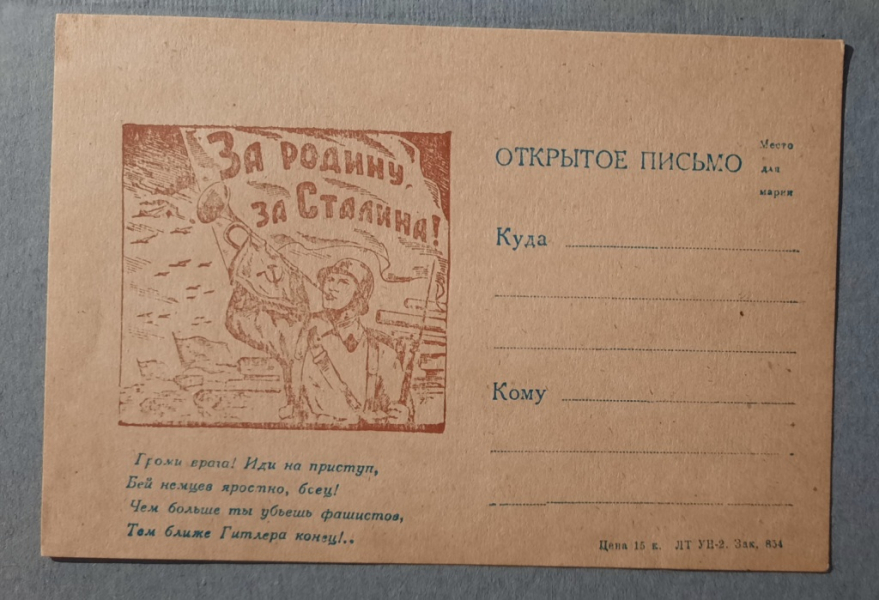 За родину,
за Сталина!
Громи врага! Иди на приступ,
Бей немцев яростно, боец!
Чем больше ты убьешь фашистов,
Тем ближе Гитлера конец!..
ОТКРЫТОЕ ПИСЬМО
Место
для
марки
Куда
Кому
Цена 15 к. ЛТ УП-2. Зак. 854